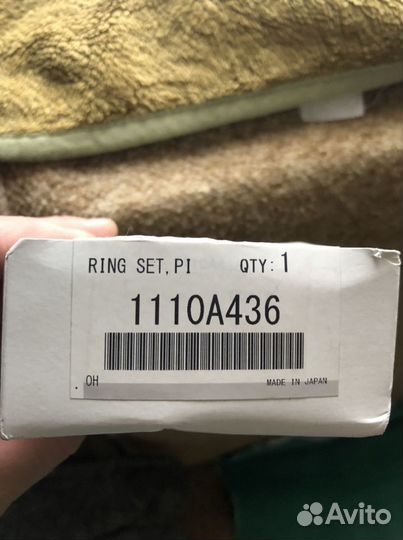 RING SET, PI QTY: 1
1110A436
OH MADE IN JAPAN
Avito